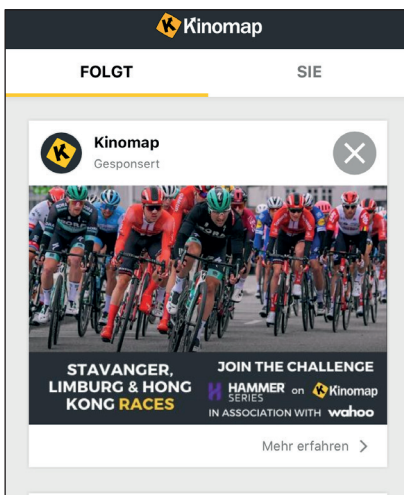 Kinomap
FOLGT SIE
Kinomap
Gesponsert
BORA
STAVANGER,
LIMBURG & HONG
KONG RACES
JOIN THE CHALLENGE
HAMMER SERIES on Kinomap
IN ASSOCIATION WITH wahoo
Mehr erfahren